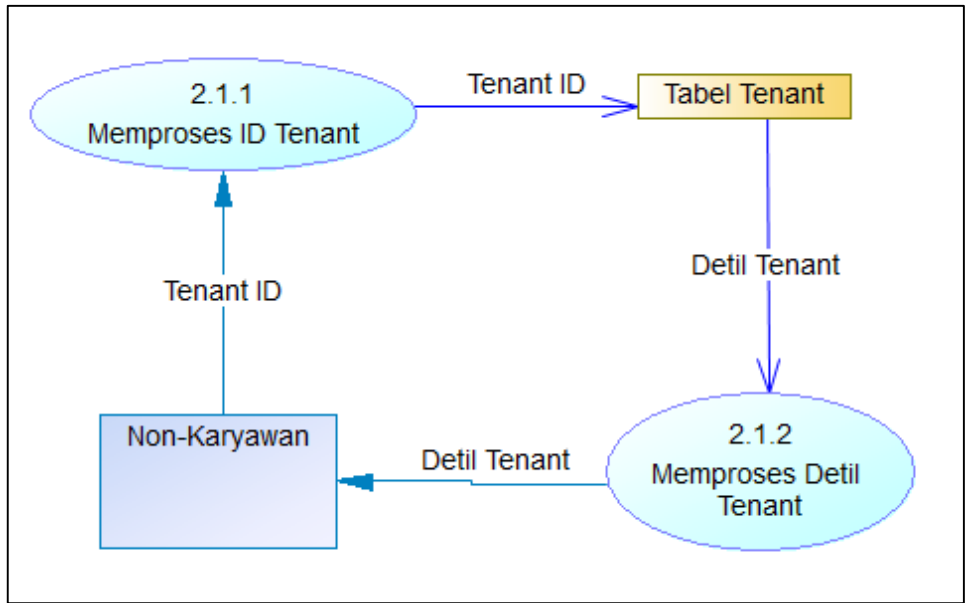 2.1.1
Memproses ID Tenant
Tenant ID
Tabel Tenant
Detil Tenant
Tenant ID
Non-Karyawan
Detil Tenant
2.1.2
Memproses Detil
Tenant